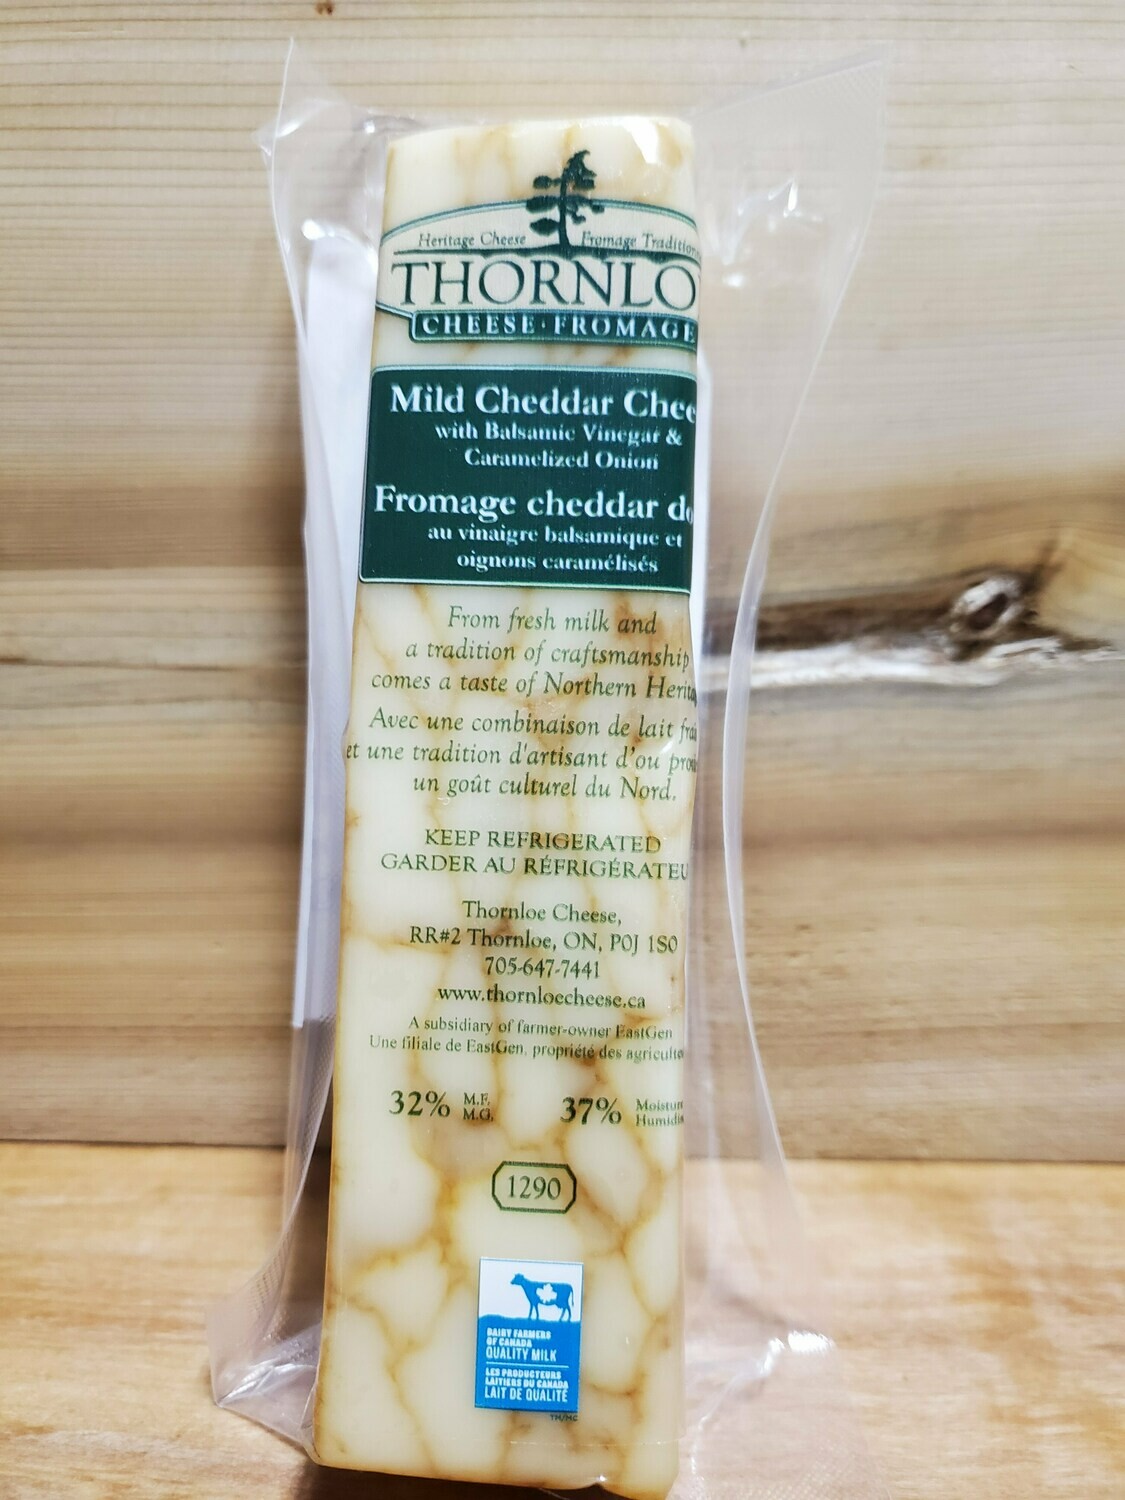 Heritage Cheese Fromage Tradition
THORNLO
CHEESE·FROMAGE
Mild Cheddar Chee
with Balsamic Vinegar &
Caramelized Onion
Fromage cheddar do
au vinaigre balsamique et
oignons caramélisés
From fresh milk and
a tradition of craftsmanship
comes a taste of Northern Herita
Avec une combinaison de lait frai
et une tradition d'artisant d'ou prov
un goût culturel du Nord.
KEEP REFRIGERATED
GARDER AU RÉFRIGÉRATEU
Thornloe Cheese,
RR#2 Thornloe, ON, P0J 1S0
705-647-7441
www.thornloecheese.ca
A subsidiary of farmer-owner EastGen
Une filiale de EastGen, propriété des agriculte
32% M.F. 37% Moistur
M.G. Humidi
1290
DAIRY FARMERS
OF CANADA
QUALITY MILK
LES PRODUCTEURS
LAITIERS DU CANADA
LAIT DE QUALITÉ
TM/MC